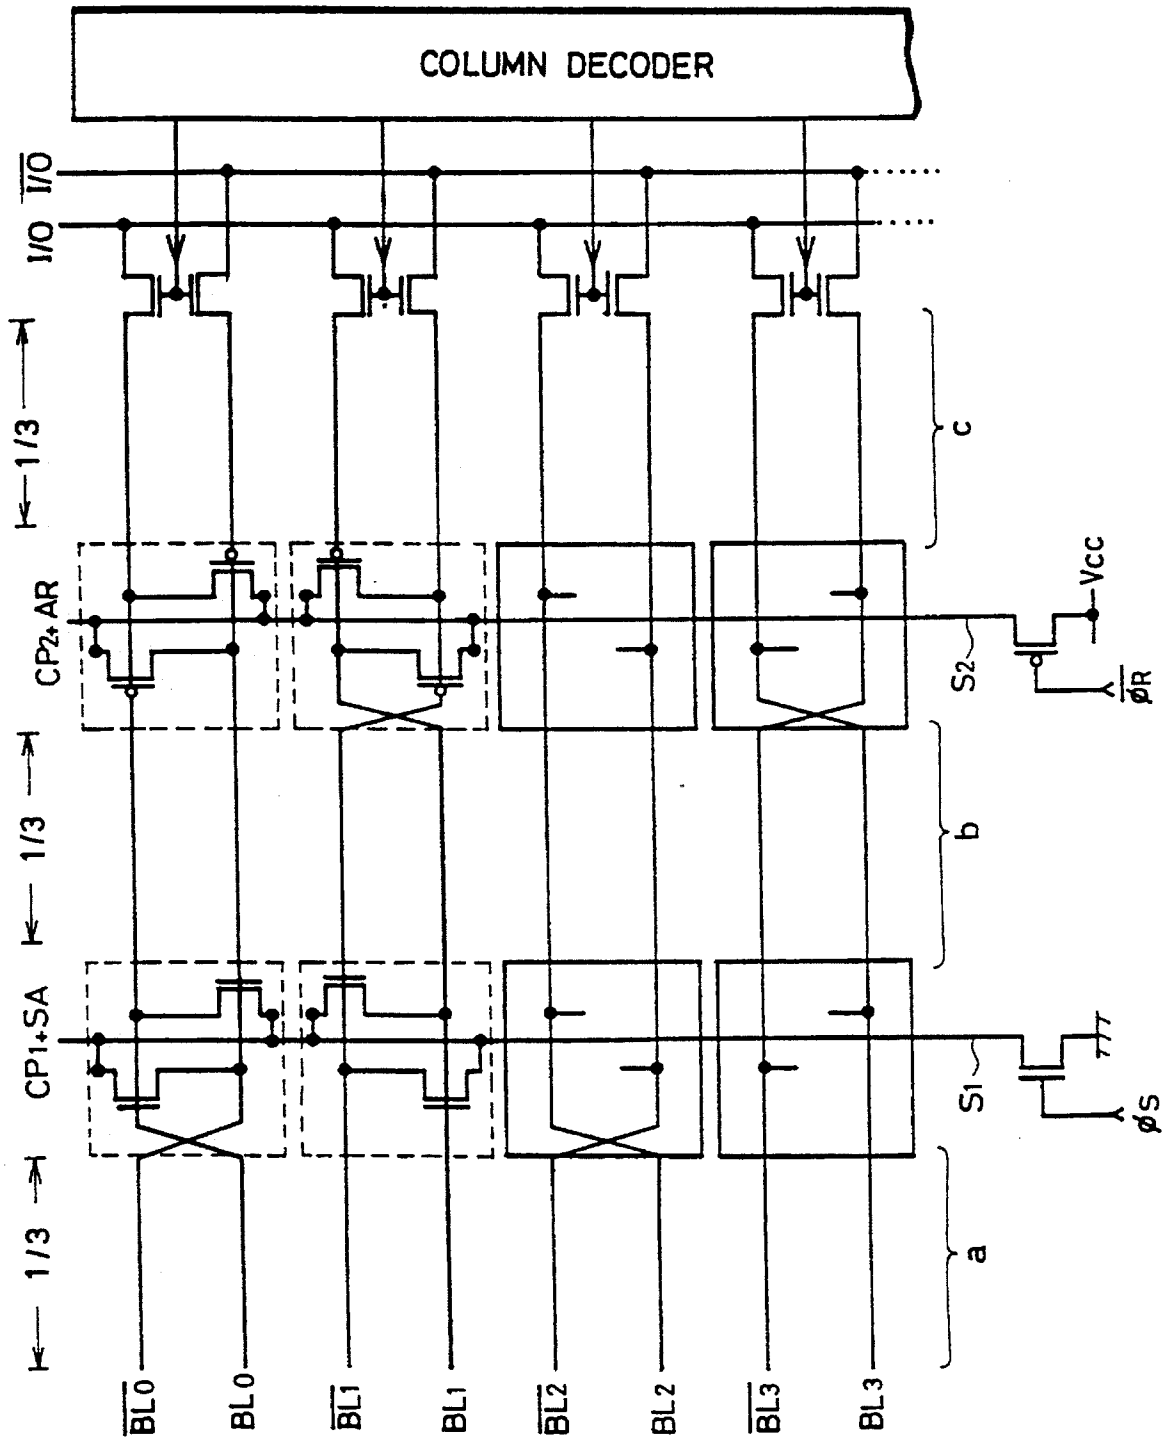 COLUMN DECODER
I/O
I/O
1/3
1/3
1/3
CP2+AR
CP1+SA
c
b
a
S2
Vcc
φR
S1
φS
BL0
BL0
BL1
BL1
BL2
BL2
BL3
BL3